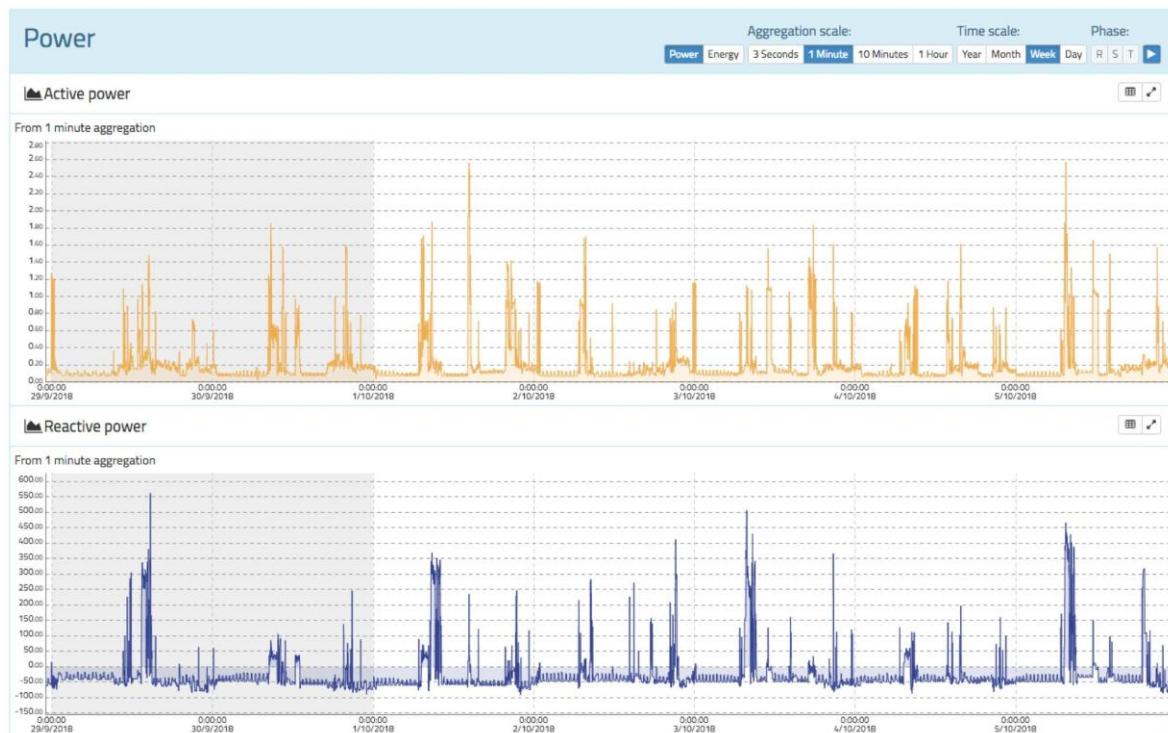 Power
Aggregation scale: Time scale: Phase:
Power Energy 3 Seconds 1 Minute 10 Minutes 1 Hour Year Month Week Day R S T
Active power
From 1 minute aggregation
2.80
2.60
2.40
2.20
2.00
1.80
1.60
1.40
1.20
1.00
0.80
0.60
0.40
0.20
0.00
0:00:00 0:00:00 0:00:00 0:00:00 0:00:00 0:00:00 0:00:00
29/9/2018 30/9/2018 1/10/2018 2/10/2018 3/10/2018 4/10/2018 5/10/2018
Reactive power
From 1 minute aggregation
600.00
550.00
500.00
450.00
400.00
350.00
300.00
250.00
200.00
150.00
100.00
50.00
0.00
-50.00
-100.00
-150.00
0:00:00 0:00:00 0:00:00 0:00:00 0:00:00 0:00:00 0:00:00
29/9/2018 30/9/2018 1/10/2018 2/10/2018 3/10/2018 4/10/2018 5/10/2018